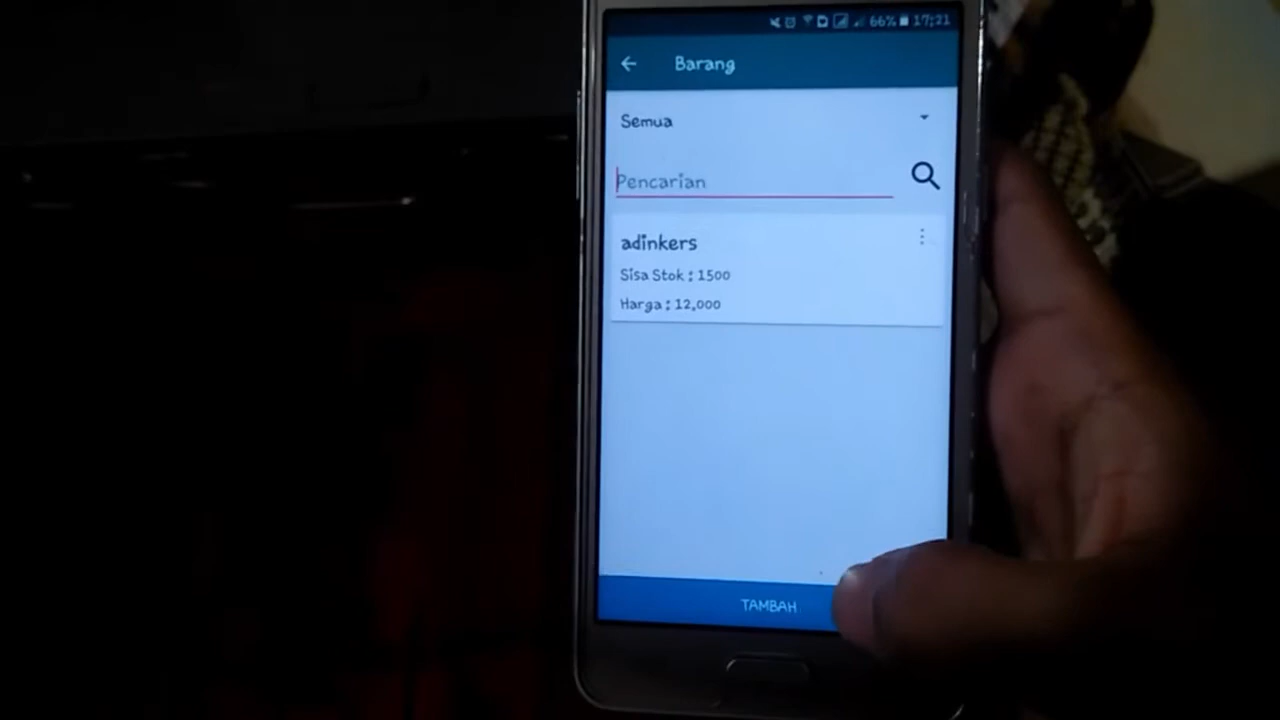 66% 17:21
Barang
Semua
Pencarian
adinkers
Sisa Stok : 1500
Harga : 12,000
TAMBAH